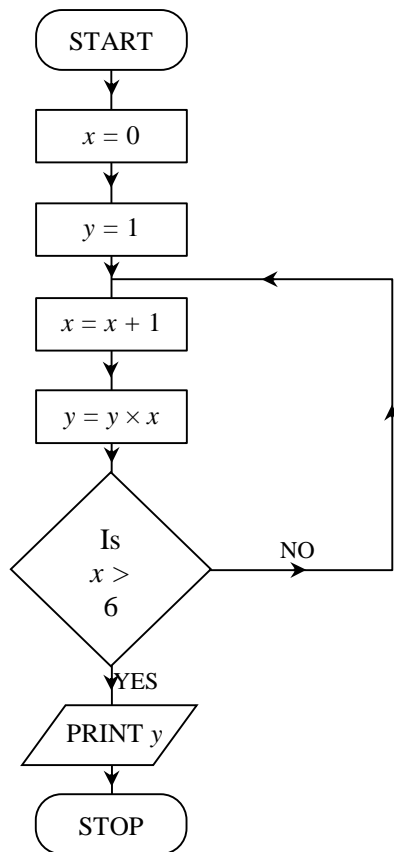 START
x = 0
y = 1
x = x + 1
y = y × x
Is
x >
6
NO
YES
PRINT y
STOP